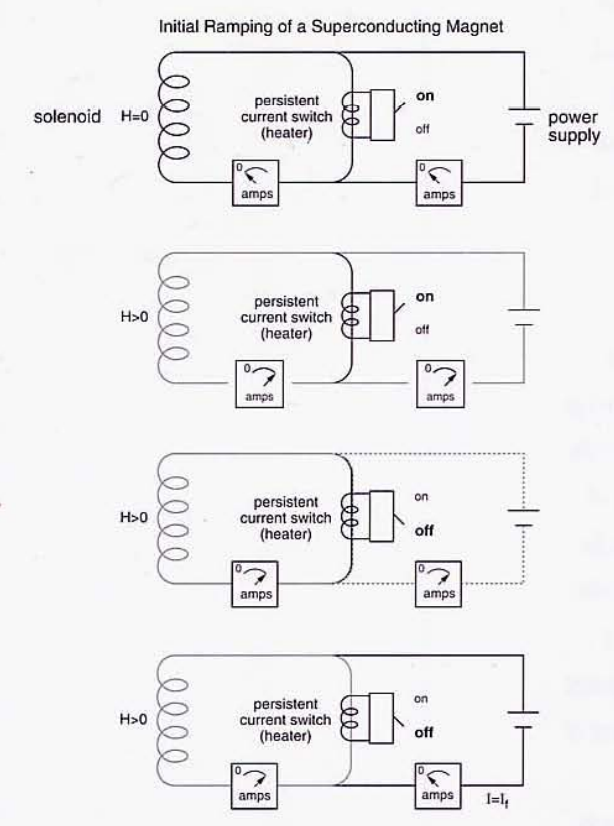 Initial Ramping of a Superconducting Magnet
solenoid
H=0
persistent
current switch
(heater)
on
off
power
supply
0
amps
0
amps
H>0
persistent
current switch
(heater)
on
off
0
amps
0
amps
H>0
persistent
current switch
(heater)
on
off
0
amps
0
amps
H>0
persistent
current switch
(heater)
on
off
0
amps
0
amps
I=If